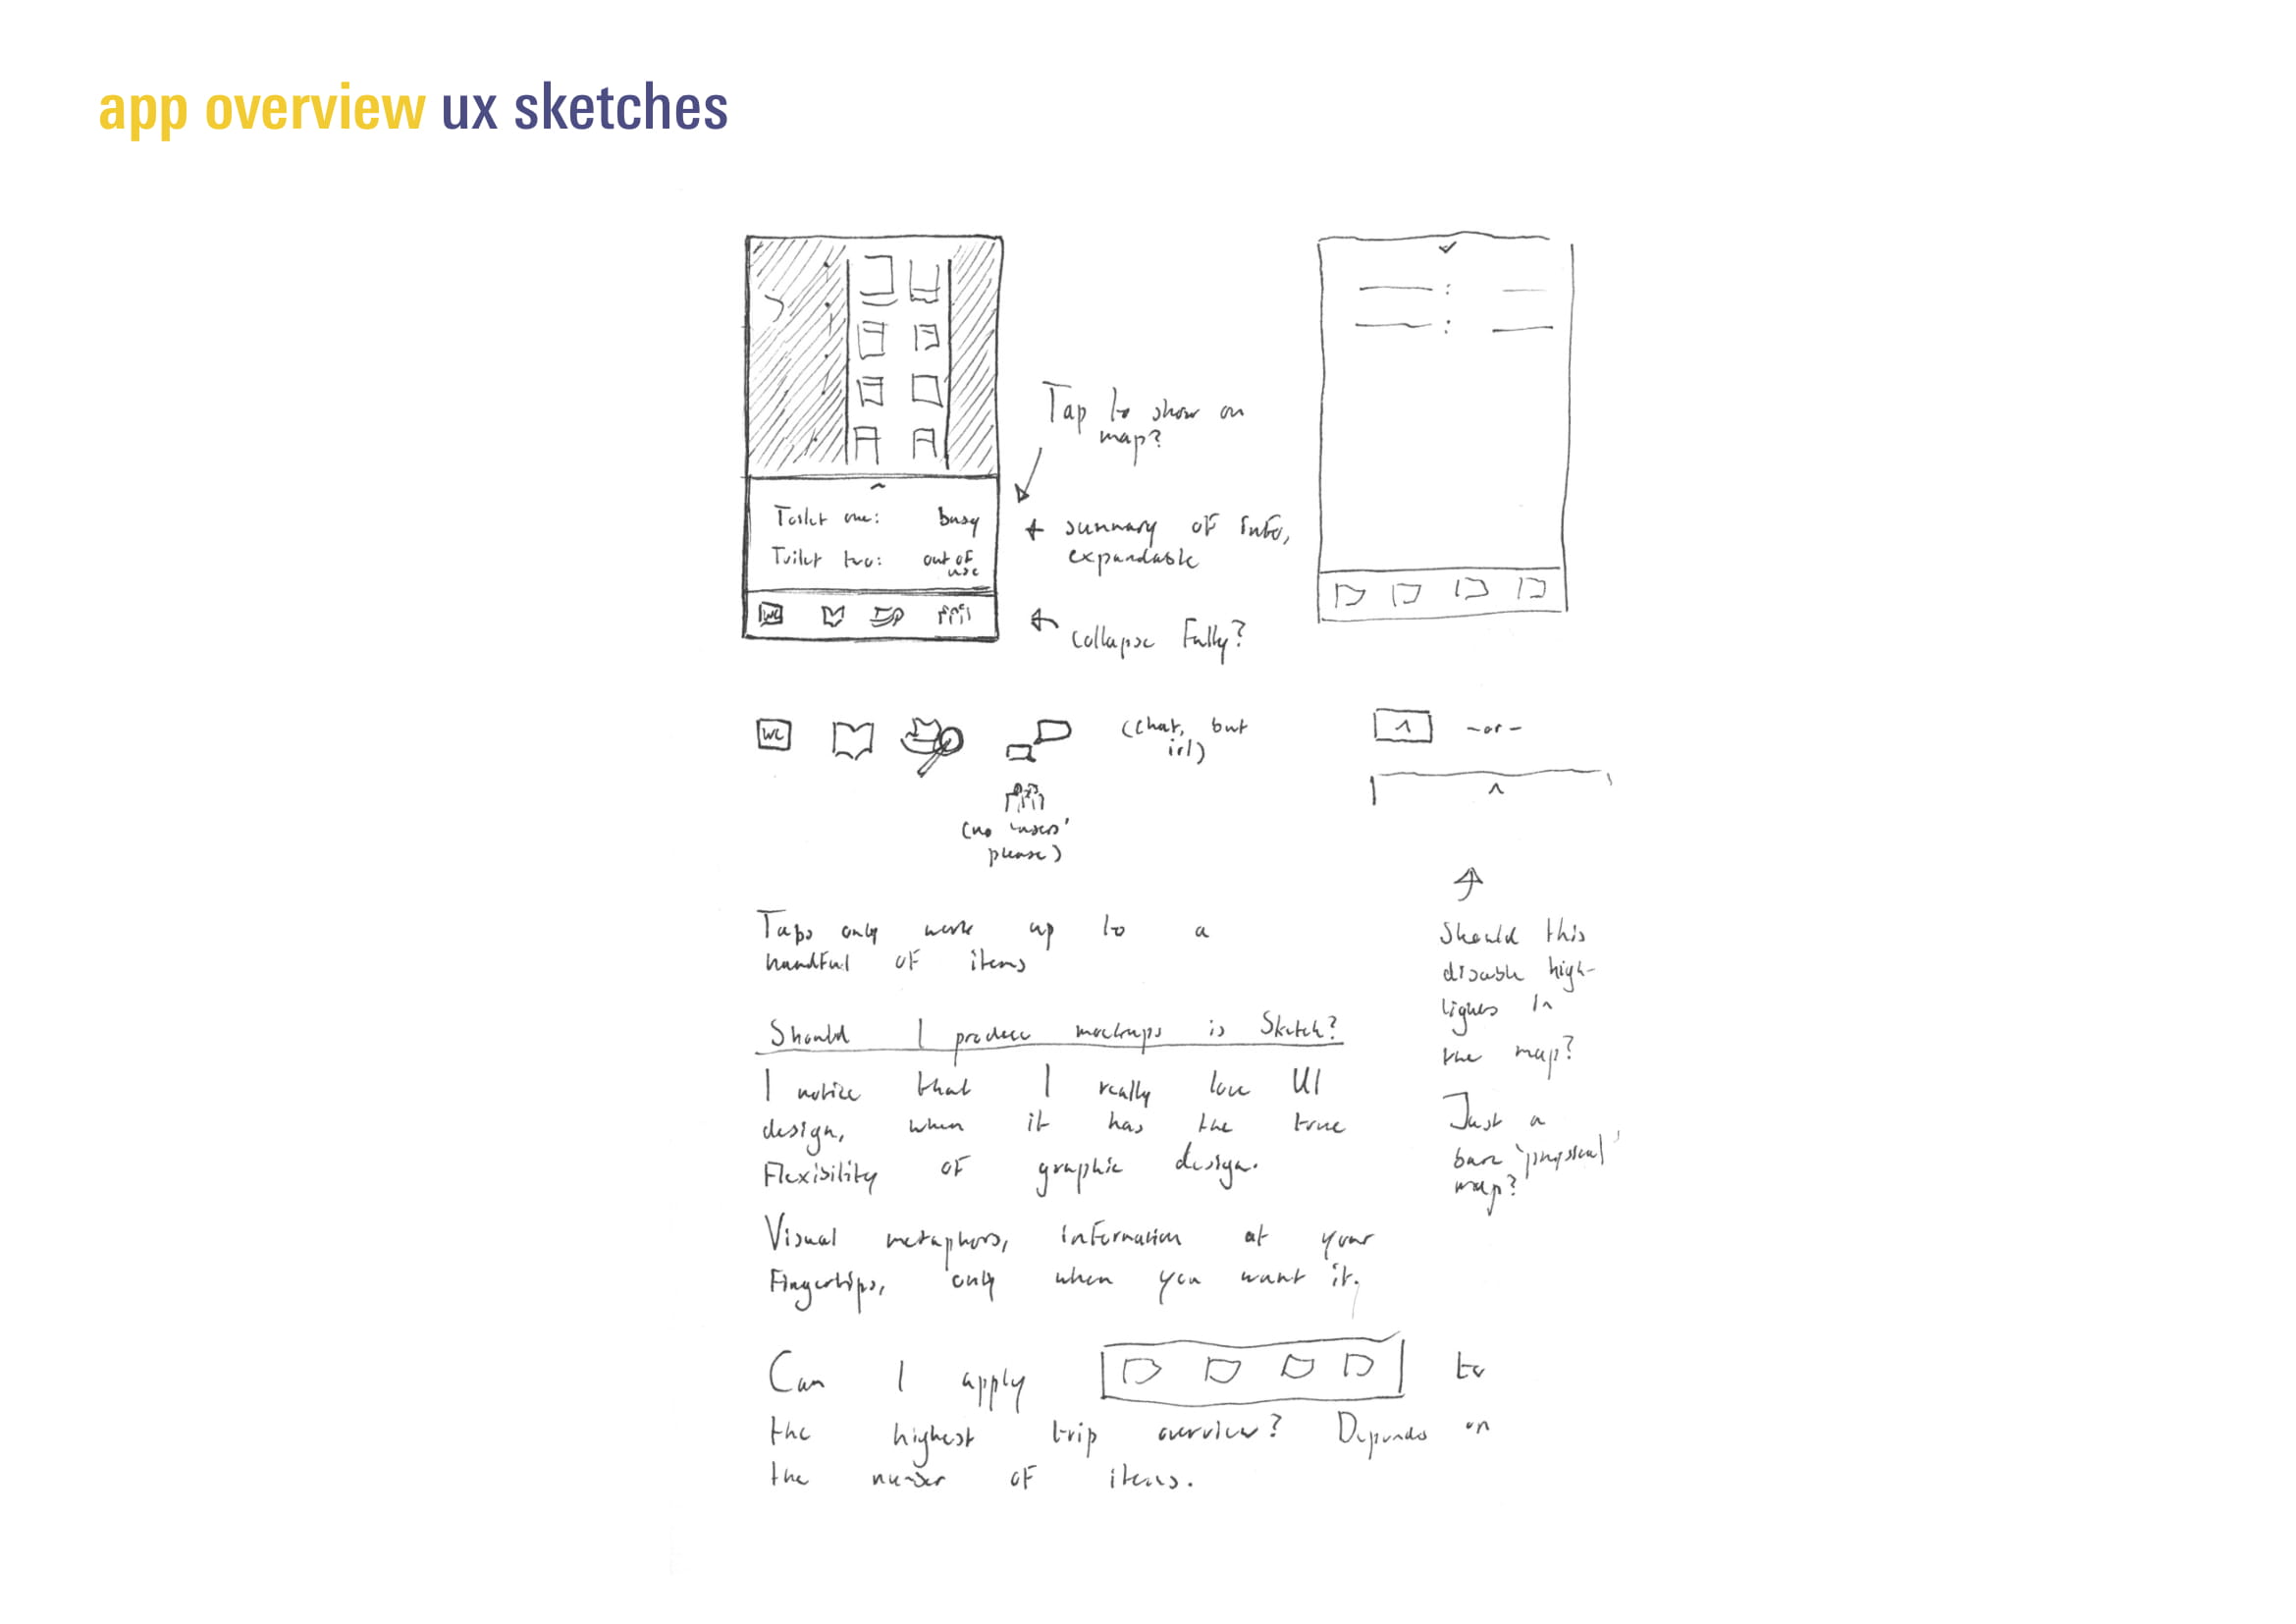 app overview ux sketches
Tap to show on
map?
Toilet one: busy
Toilet two: out of
use
+ summary of info,
expandable
collapse fully?
WC
WC
(chat, but
irl)
-or-
(no 'users'
please)
Taps only work up to a
handful of items
Should I produce mockups is Sketch?
I notice that I really love UI
design, when it has the true
flexibility of graphic design.
Visual metaphors, information at your
fingertips, only when you want it.
Can I apply to
the highest trip overview? Depends on
the number of items.
Should this
disable high-
lights in
the map?
Just a
bare 'physical'
map?